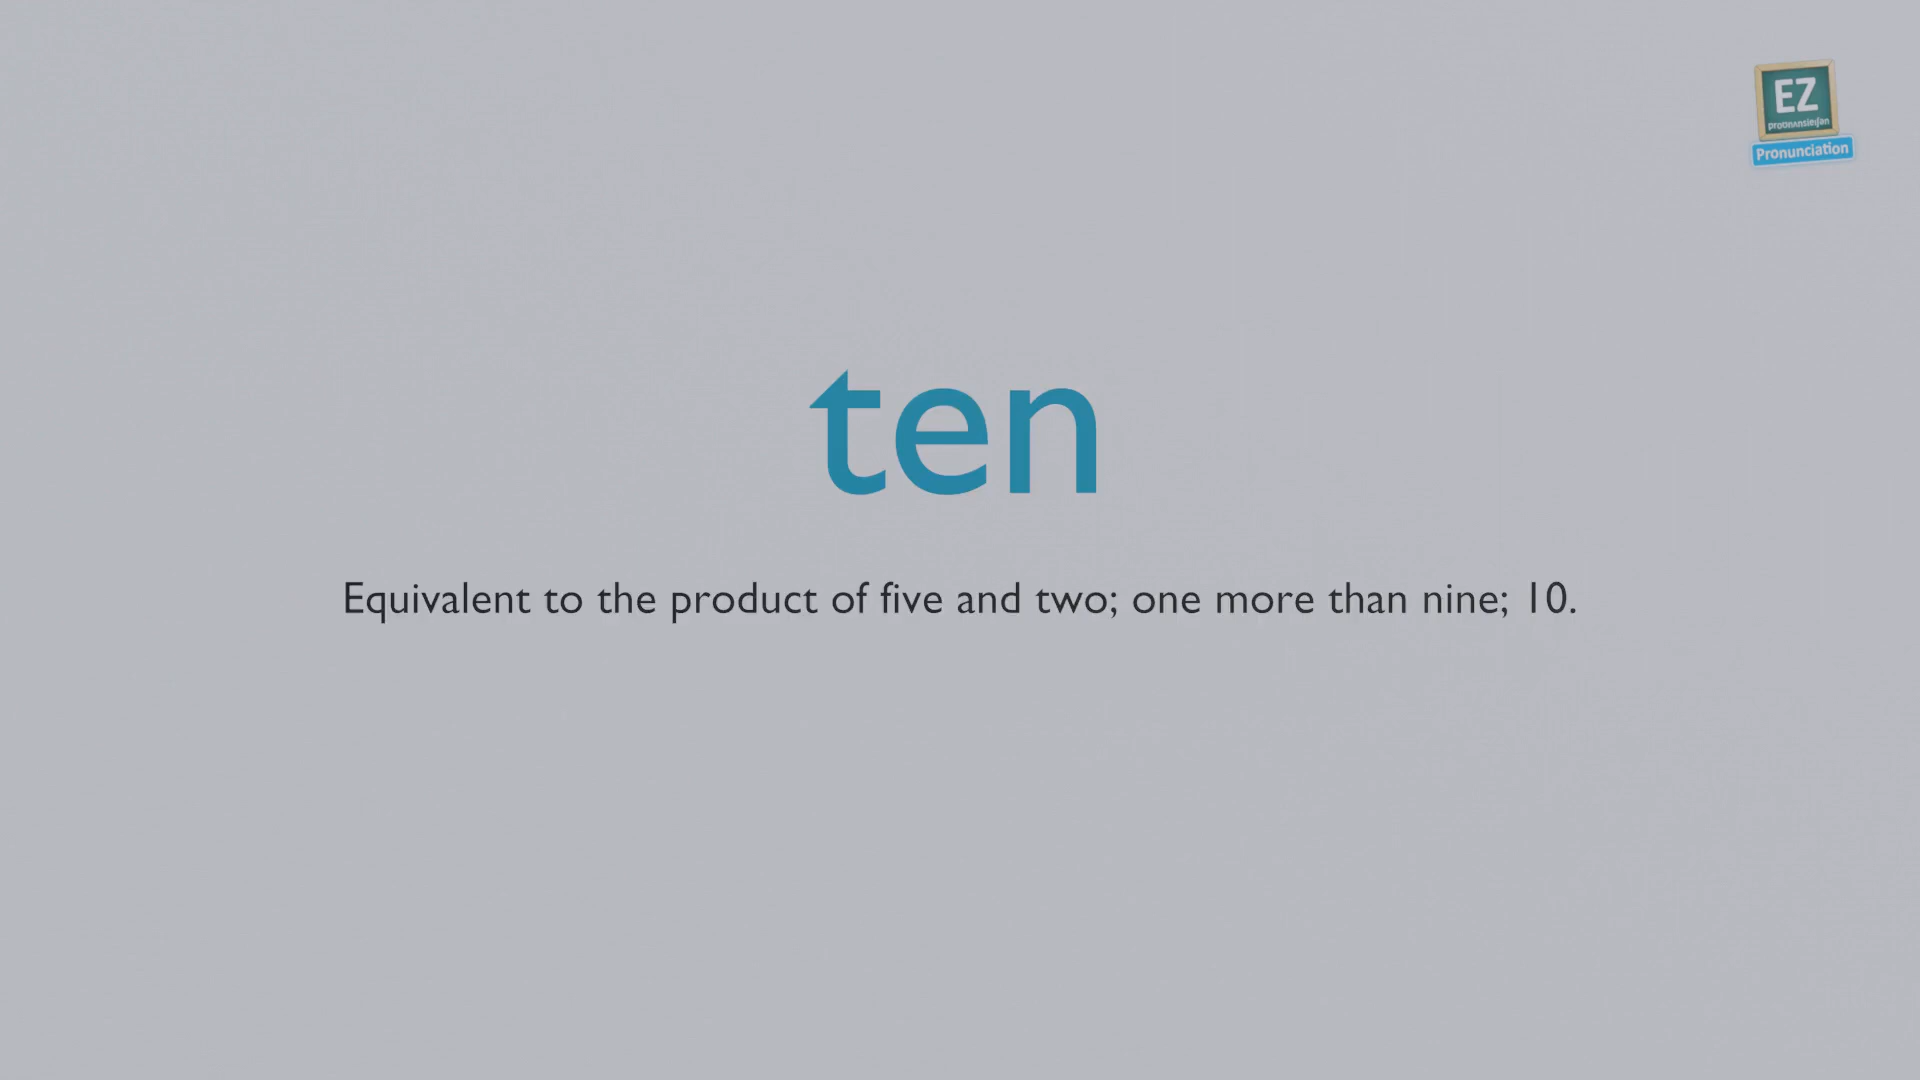 EZ
Pronunciation
ten
Equivalent to the product of five and two; one more than nine; 10.